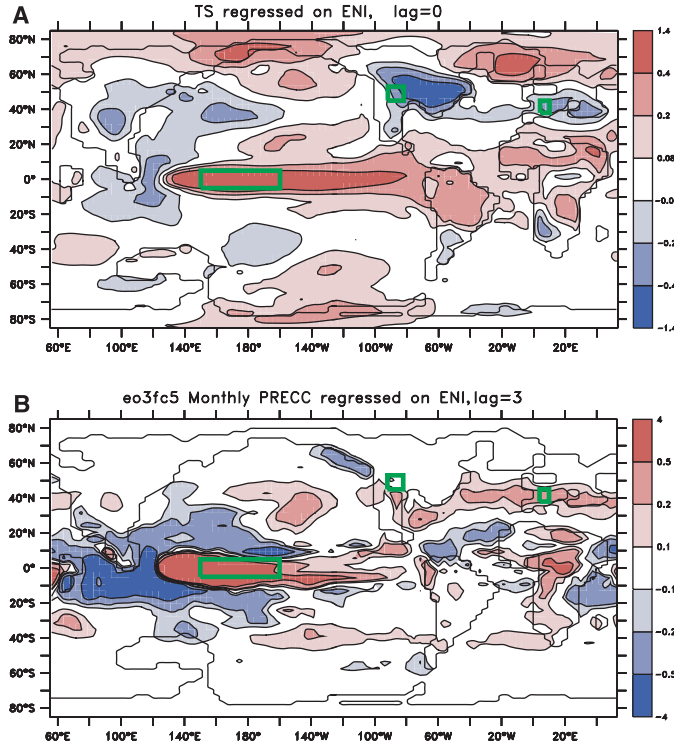 A TS regressed on ENI, lag=0
80°N
60°N
40°N
20°N
0°
20°S
40°S
60°S
80°S
60°E 100°E 140°E 180° 140°W 100°W 60°W 20°W 20°E
1.4
0.4
0.2
0.08
-0.0
-0.2
-0.4
-1.4
B eo3fc5 Monthly PRECC regressed on ENI,lag=3
80°N
60°N
40°N
20°N
0°
20°S
40°S
60°S
80°S
60°E 100°E 140°E 180° 140°W 100°W 60°W 20°W 20°E
4
0.5
0.2
0.1
-0.1
-0.2
-0.5
-4